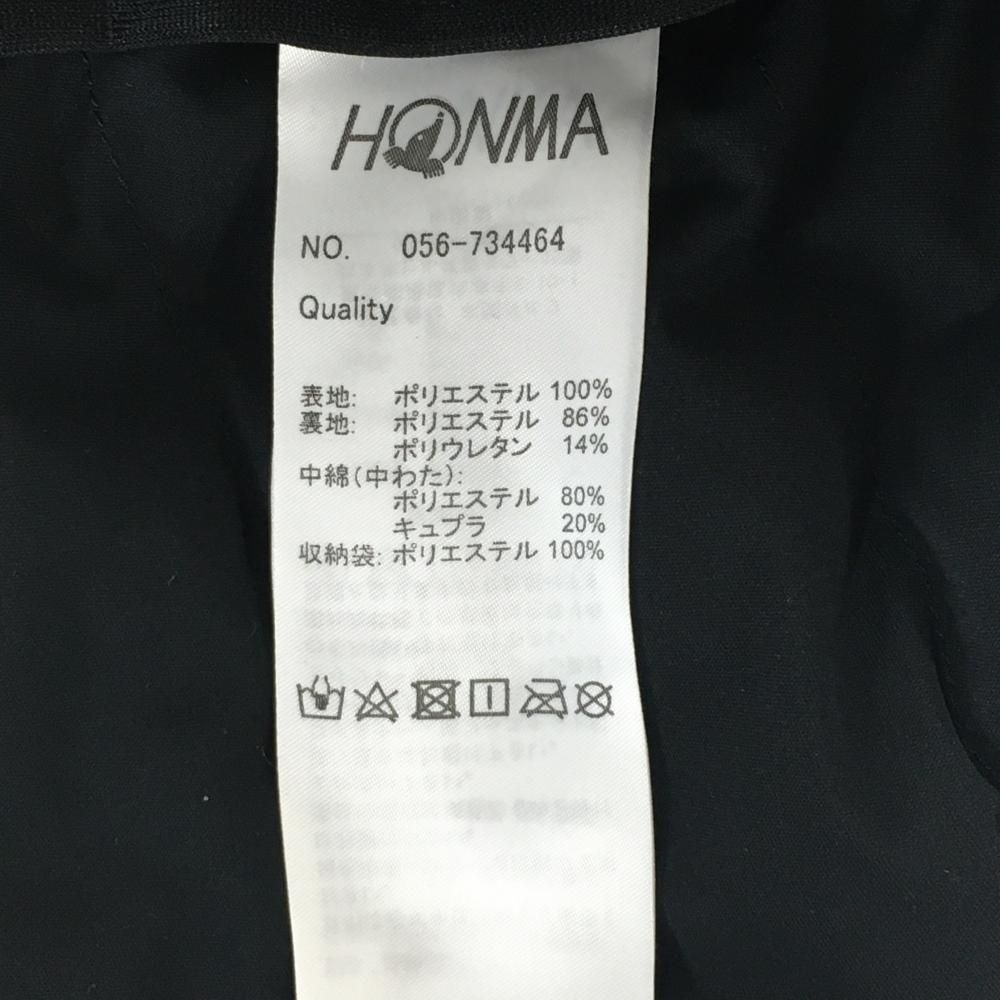 HONMA
NO. 056-734464
Quality
表地: ポリエステル 100%
裏地: ポリエステル 86%
ポリウレタン 14%
中綿(中わた):
ポリエステル 80%
キュプラ 20%
収納袋: ポリエステル 100%